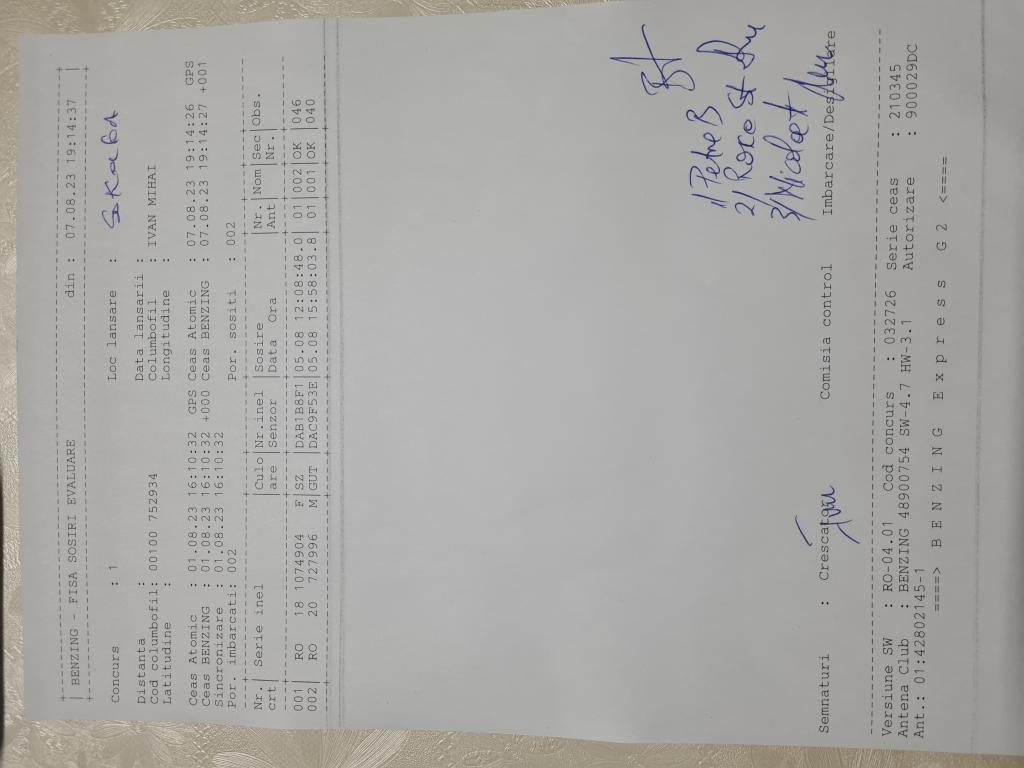 BENZING - FISA SOSIRI EVALUARE din : 07.08.23 19:14:37
Concurs : 1 Loc lansare : Skaba
Distanta : Data lansarii :
Cod columbofil: 00100 752934 Columbofil : IVAN MIHAI
Latitudine : Longitudine :
Ceas Atomic : 01.08.23 16:10:32 GPS Ceas Atomic : 07.08.23 19:14:26 GPS
Ceas BENZING : 01.08.23 16:10:32 +000 Ceas BENZING : 07.08.23 19:14:27 +001
Sincronizare : 01.08.23 16:10:32
Por. imbarcati: 002 Por. sositi : 002
Nr.| Serie inel |Culo|Nr.inel |Sosire |Nr.|Nom|Sec|Obs.
crt| |are |Senzor |Data Ora |Ant| |Nr.|
001| RO 18 1074904 F|SZ |DAB1B8F1|05.08 12:08:48.0| 01|002|OK |046
002| RO 20 727996 M|GUT |DAC9F53E|05.08 15:58:03.8| 01|001|OK |040
1) Petre B
2) Roxe St
3) Nicolae
Semnaturi : Crescator Comisia control Imbarcare/Desigilare
Versiune SW : RO-04.01 Cod concurs : 032726 Serie ceas : 210345
Antena Club : BENZING 48900754 SW-4.7 HW-3.1 Autorizare : 900029DC
Ant.: 01:42802145-1
====> B E N Z I N G E x p r e s s G 2 <====